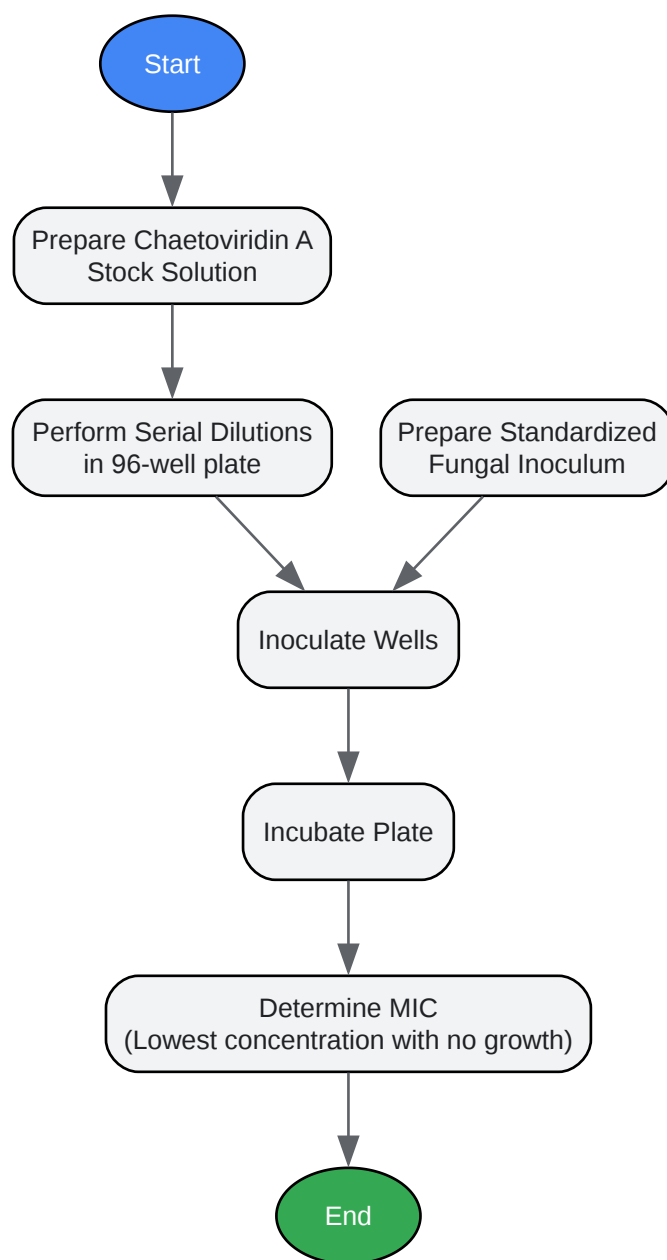 Start
Prepare Chaetoviridin A
Stock Solution
Perform Serial Dilutions
in 96-well plate
Prepare Standardized
Fungal Inoculum
Inoculate Wells
Incubate Plate
Determine MIC
(Lowest concentration with no growth)
End